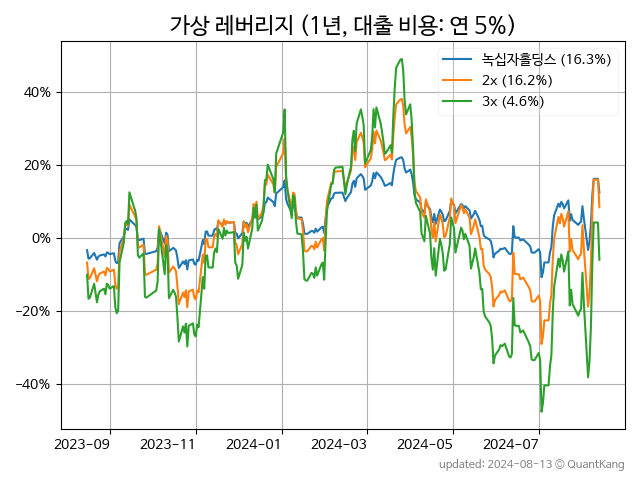 가상 레버리지 (1년, 대출 비용: 연 5%)
녹십자홀딩스 (16.3%)
2x (16.2%)
3x (4.6%)
40%
20%
0%
−20%
−40%
2023-09 2023-11 2024-01 2024-03 2024-05 2024-07
updated: 2024-08-13 © QuantKang